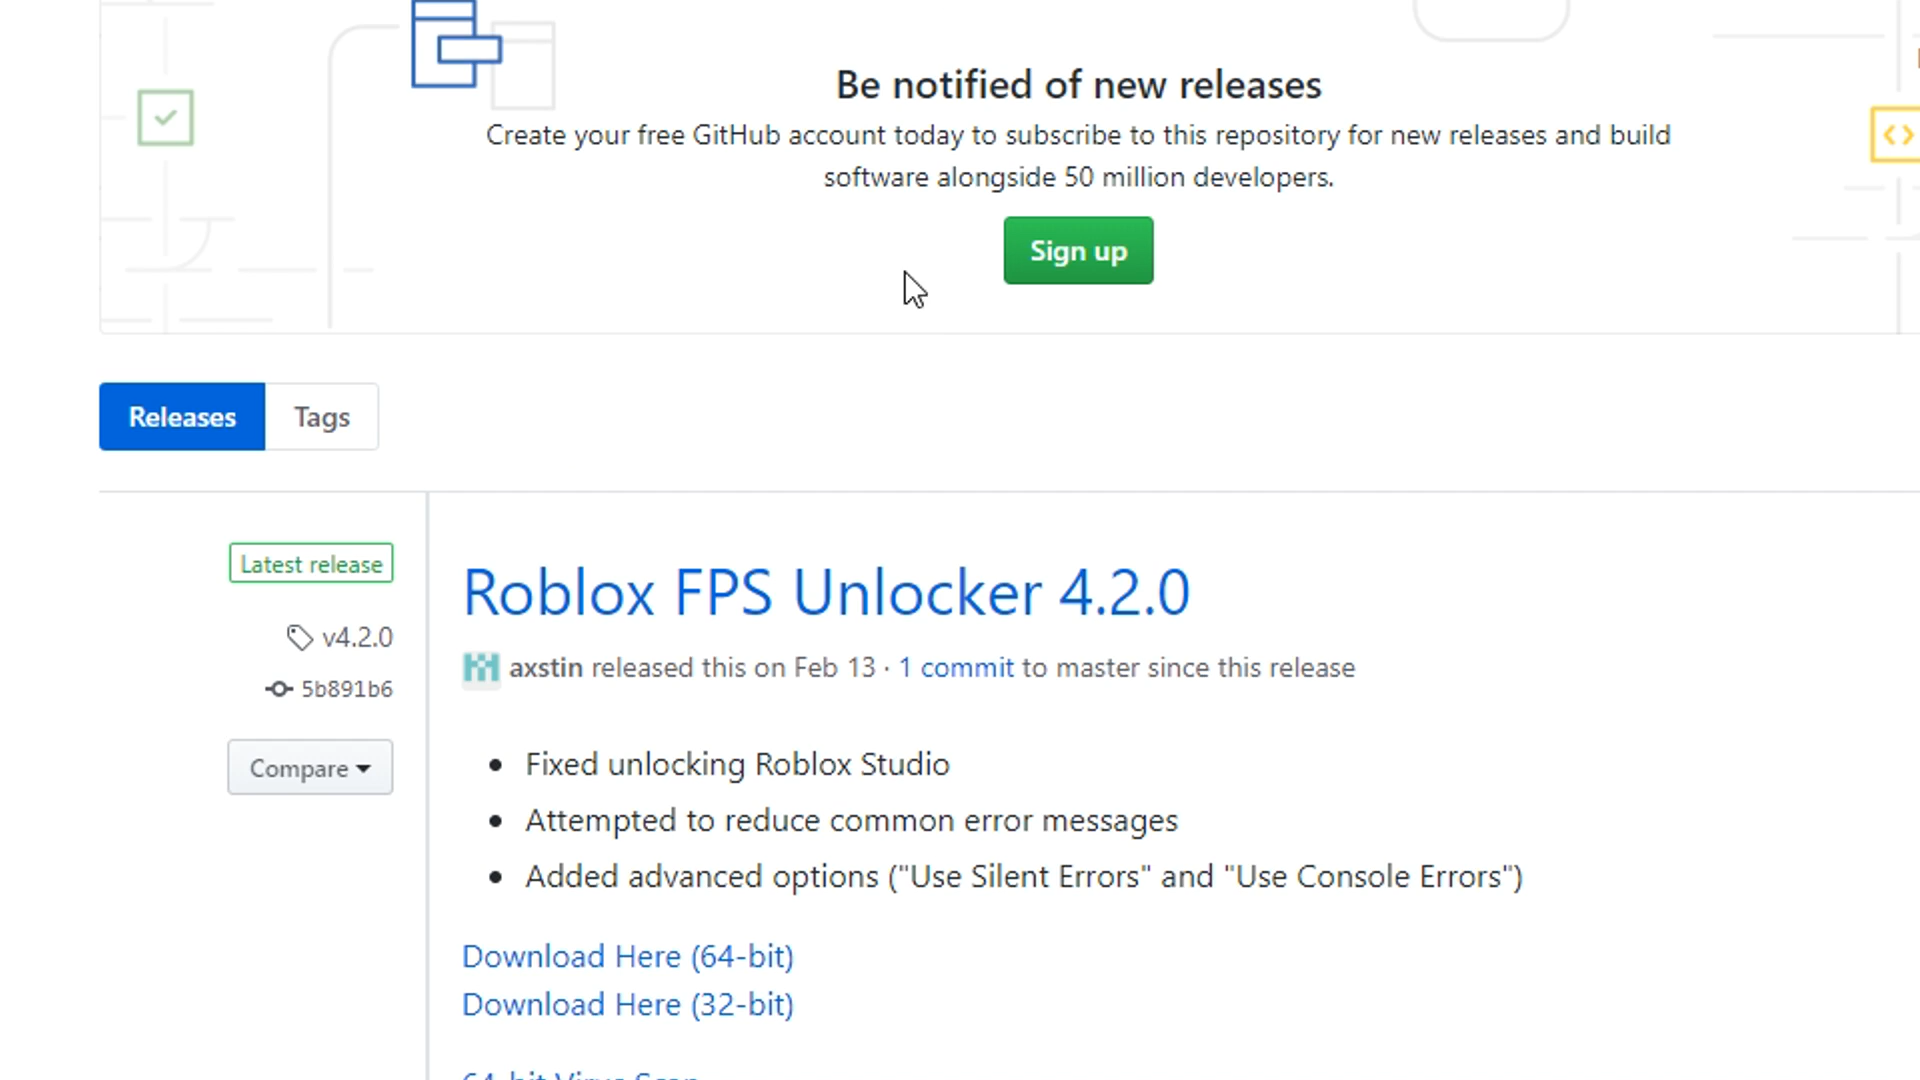 Be notified of new releases
Create your free GitHub account today to subscribe to this repository for new releases and build
software alongside 50 million developers.
Sign up
Releases
Tags
Latest release
v4.2.0
5b891b6
Compare
Roblox FPS Unlocker 4.2.0
axstin released this on Feb 13 · 1 commit to master since this release
• Fixed unlocking Roblox Studio
• Attempted to reduce common error messages
• Added advanced options ("Use Silent Errors" and "Use Console Errors")
Download Here (64-bit)
Download Here (32-bit)
64-bit Virus Scan